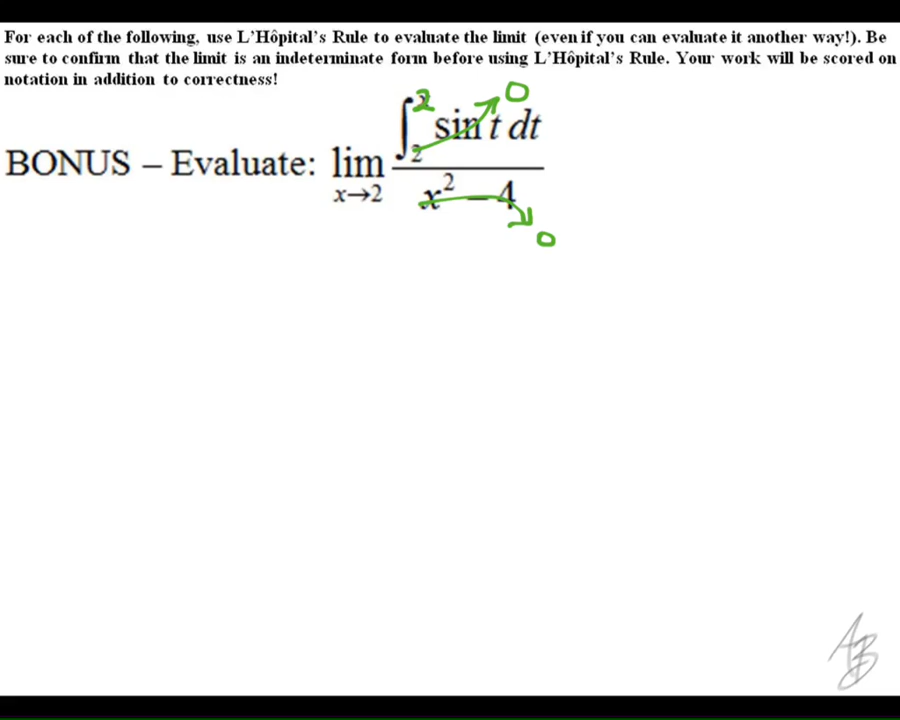 For each of the following, use L'Hôpital's Rule to evaluate the limit (even if you can evaluate it another way!). Be
sure to confirm that the limit is an indeterminate form before using L'Hôpital's Rule. Your work will be scored on
notation in addition to correctness!
2 0
∫ sin t dt
2
BONUS – Evaluate: lim
x→2
x² – 4
0